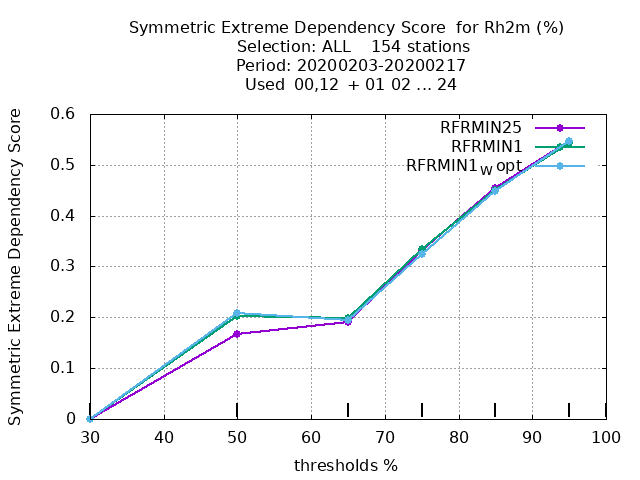 Symmetric Extreme Dependency Score  for Rh2m (%)
Selection: ALL    154 stations
Period: 20200203-20200217
Used  00,12  + 01 02 ... 24
Symmetric Extreme Dependency Score
0.6
0.5
0.4
0.3
0.2
0.1
0
RFRMIN25
RFRMIN1
RFRMIN1W opt
30 40 50 60 70 80 90 100
thresholds %